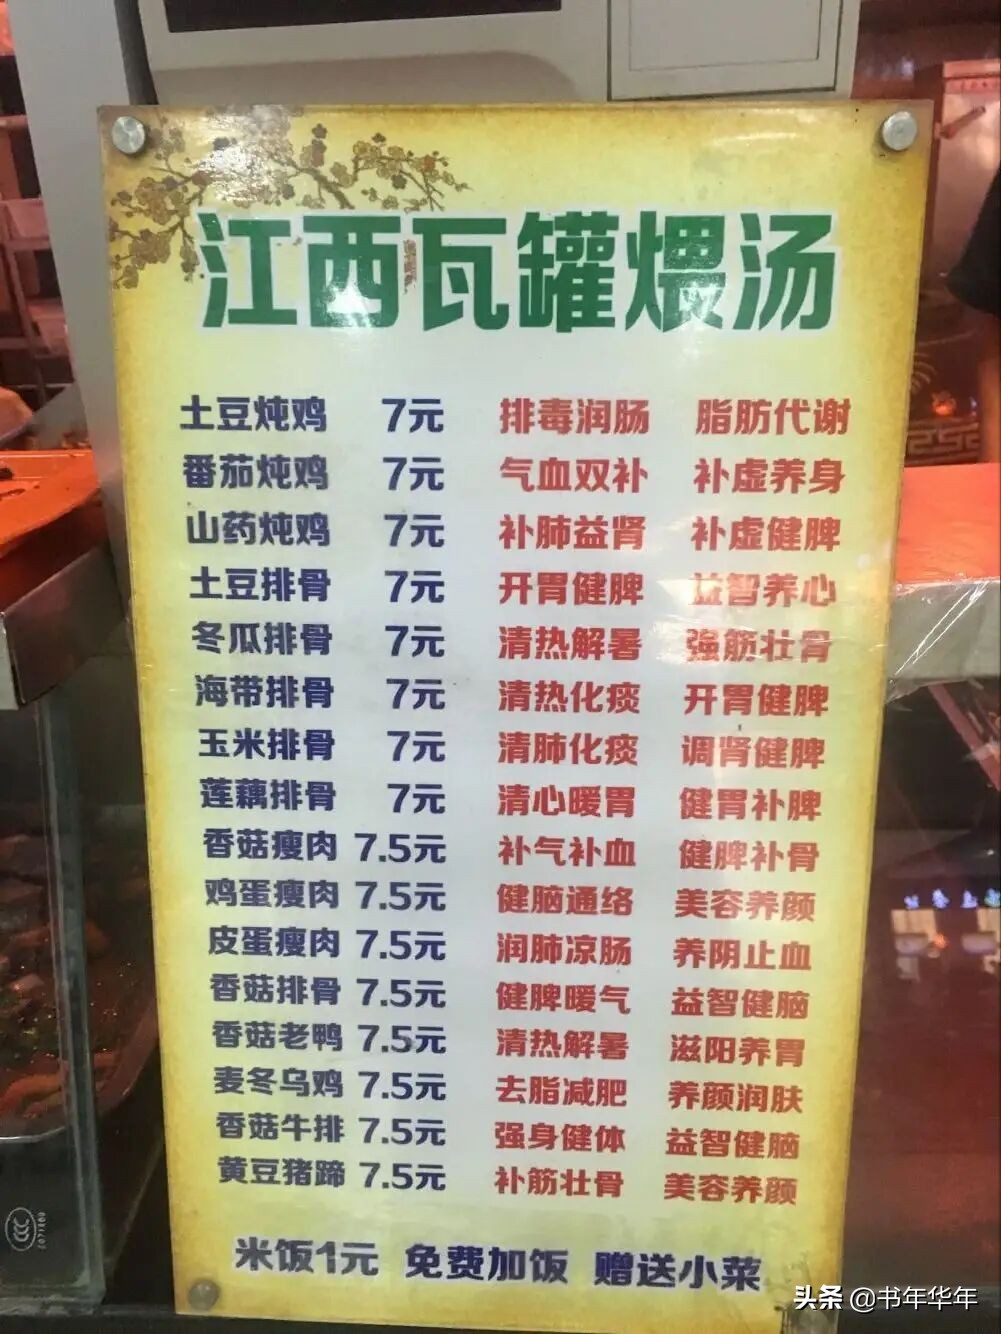 江西瓦罐煨汤
土豆炖鸡 7元 排毒润肠 脂肪代谢
番茄炖鸡 7元 气血双补 补虚养身
山药炖鸡 7元 补肺益肾 补虚健脾
土豆排骨 7元 开胃健脾 益智养心
冬瓜排骨 7元 清热解暑 强筋壮骨
海带排骨 7元 清热化痰 开胃健脾
玉米排骨 7元 清肺化痰 调肾健脾
莲藕排骨 7元 清心暖胃 健胃补脾
香菇瘦肉 7.5元 补气补血 健脾补骨
鸡蛋瘦肉 7.5元 健脑通络 美容养颜
皮蛋瘦肉 7.5元 润肺凉肠 养阴止血
香菇排骨 7.5元 健脾暖气 益智健脑
香菇老鸭 7.5元 清热解暑 滋阳养胃
麦冬乌鸡 7.5元 去脂减肥 养颜润肤
香菇牛排 7.5元 强身健体 益智健脑
黄豆猪蹄 7.5元 补筋壮骨 美容养颜
米饭1元 免费加饭 赠送小菜
头条 @书年华年